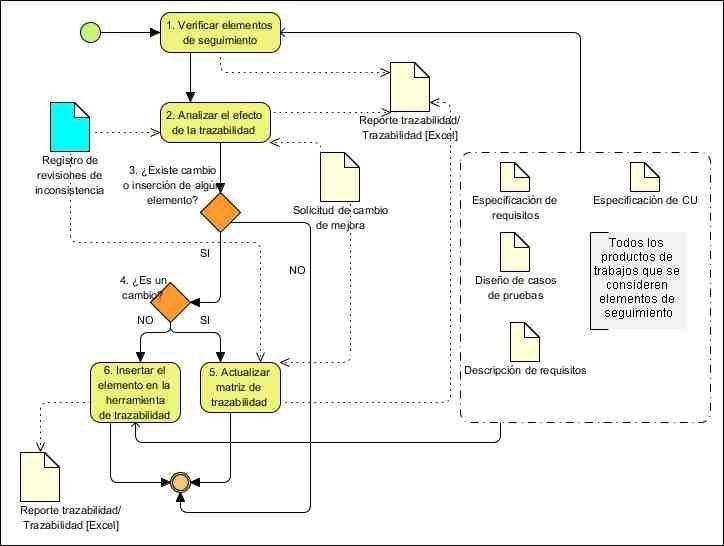 1. Verificar elementos
de seguimiento
2. Analizar el efecto
de la trazabilidad
Reporte trazabilidad/
Trazabilidad [Excel]
Registro de
revisiones de
inconsistencia
3. ¿Existe cambio
o inserción de algún
elemento?
Solicitud de cambio
de mejora
SI
NO
4. ¿Es un
cambio?
NO
SI
6. Insertar el
elemento en la
herramienta
de trazabilidad
5. Actualizar
matriz de
trazabilidad
Reporte trazabilidad/
Trazabilidad [Excel]
Especificación de
requisitos
Especificación de CU
Diseño de casos
de pruebas
Todos los
productos de
trabajos que se
consideren
elementos de
seguimiento
Descripción de requisitos